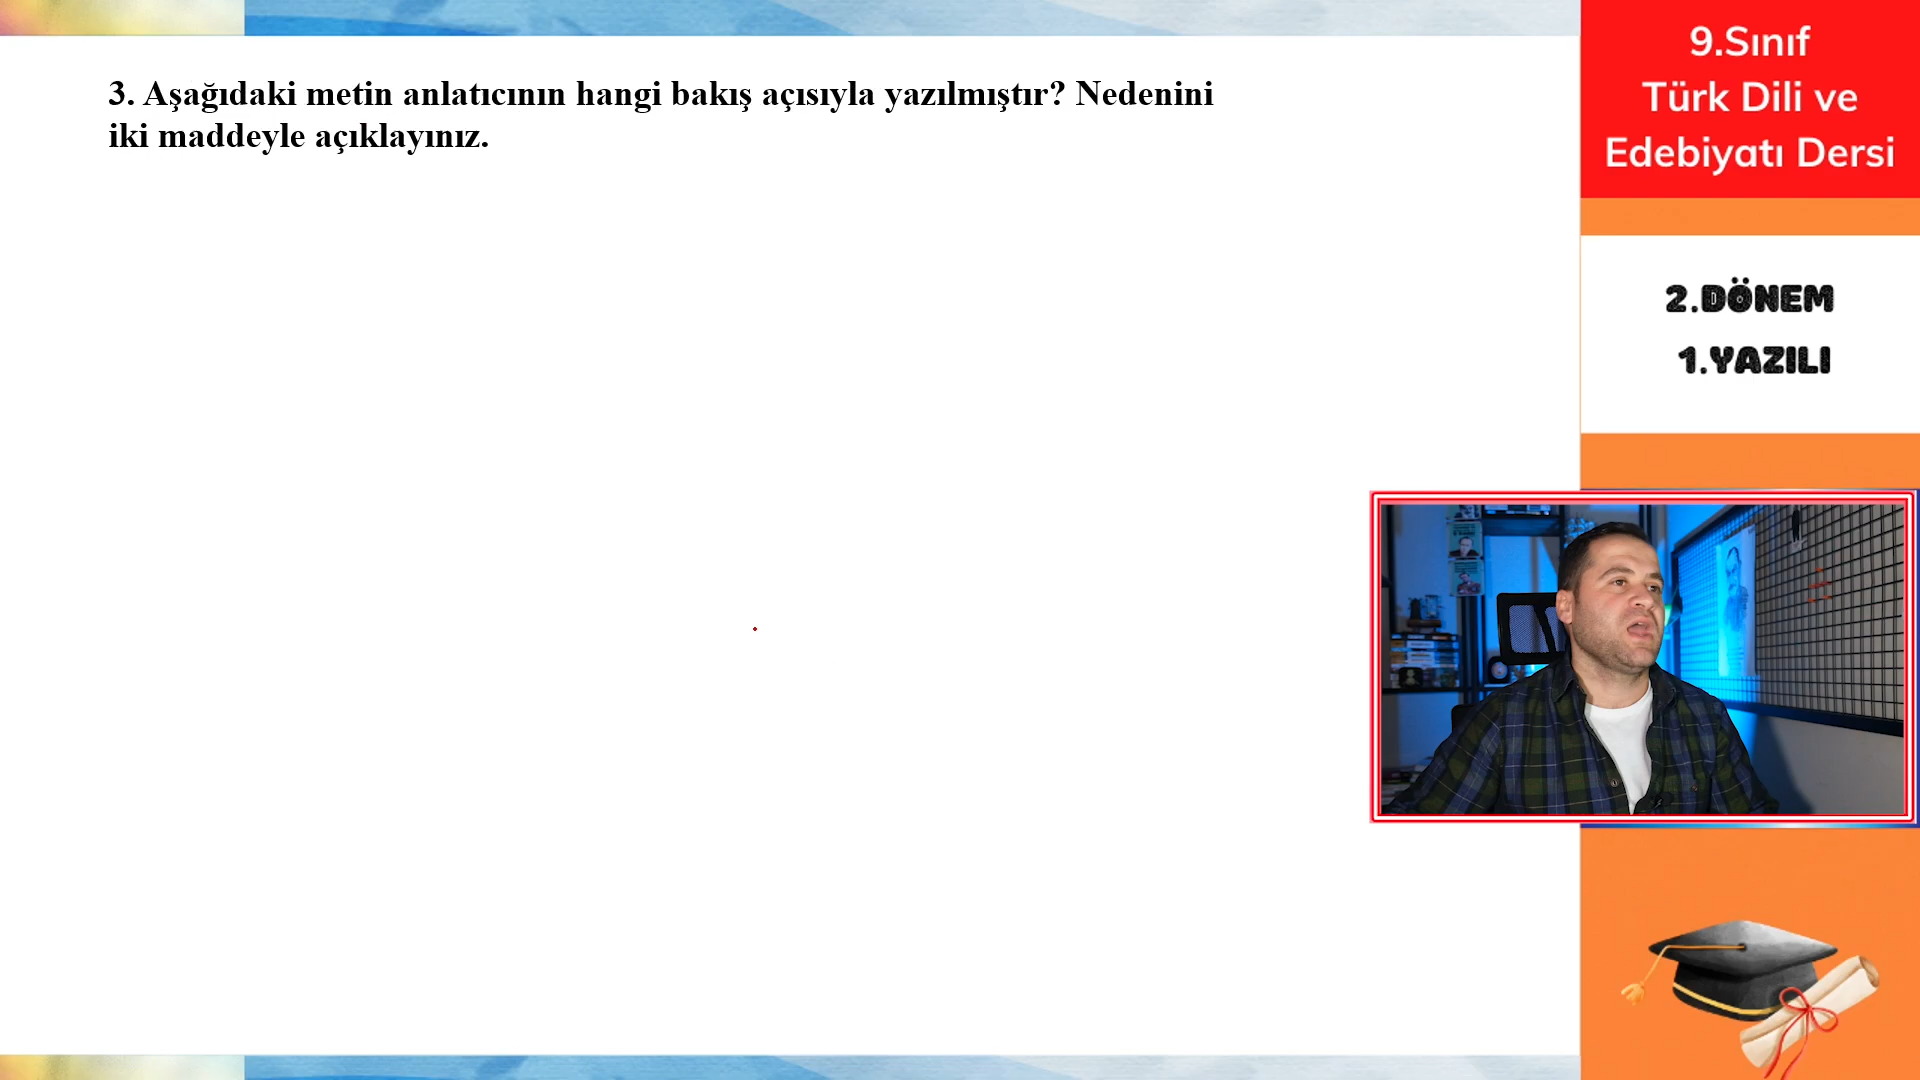 3. Aşağıdaki metin anlatıcının hangi bakış açısıyla yazılmıştır? Nedenini
iki maddeyle açıklayınız.
9.Sınıf
Türk Dili ve
Edebiyatı Dersi
2.DÖNEM
1.YAZILI